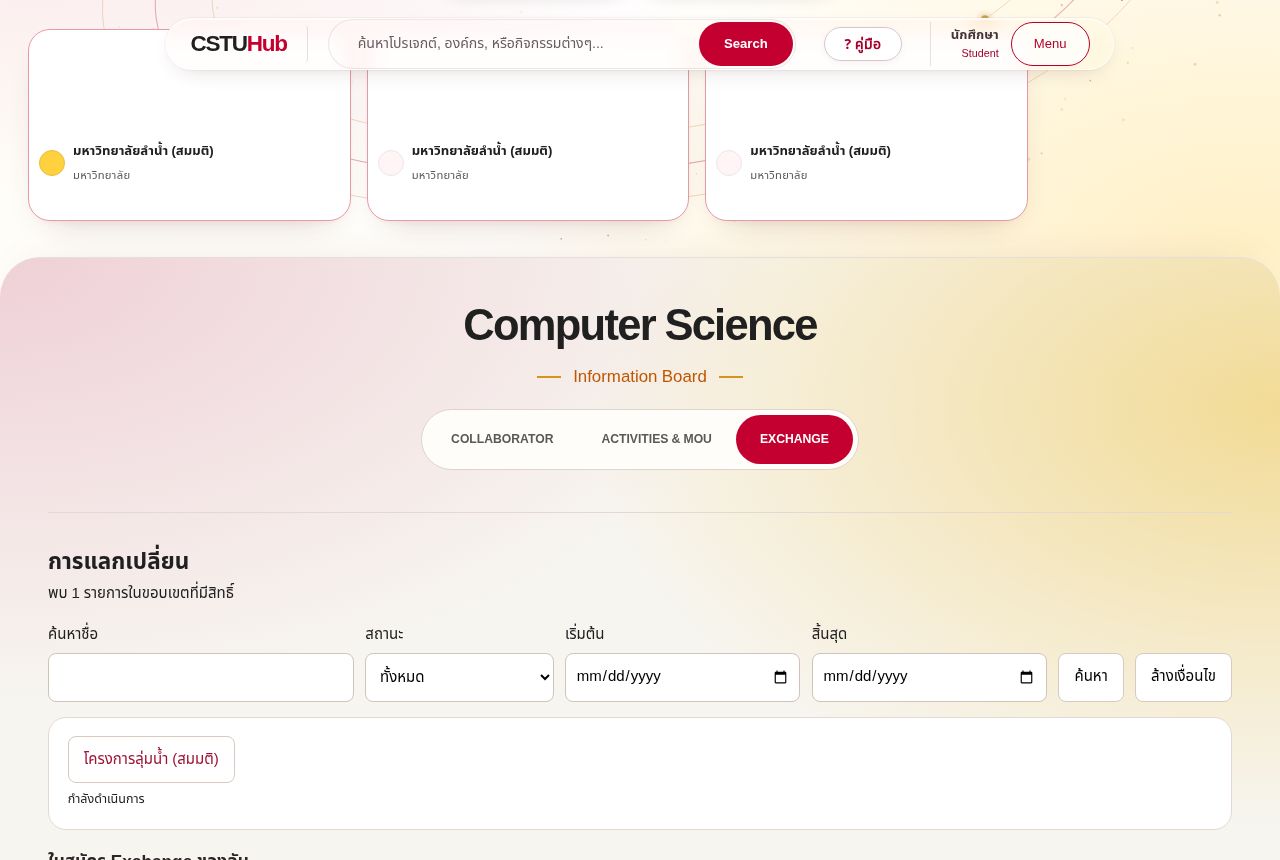 CSTUHub
ค้นหาโปรเจกต์, องค์กร, หรือกิจกรรมต่างๆ...
Search
? คู่มือ
นักศึกษา
Student
Menu
มหาวิทยาลัยลำน้ำ (สมมติ)
มหาวิทยาลัย
มหาวิทยาลัยลำน้ำ (สมมติ)
มหาวิทยาลัย
มหาวิทยาลัยลำน้ำ (สมมติ)
มหาวิทยาลัย
Computer Science
Information Board
COLLABORATOR
ACTIVITIES & MOU
EXCHANGE
การแลกเปลี่ยน
พบ 1 รายการในขอบเขตที่มีสิทธิ์
ค้นหาชื่อ
สถานะ
เริ่มต้น
สิ้นสุด
ทั้งหมด
mm/dd/yyyy
mm/dd/yyyy
ค้นหา
ล้างเงื่อนไข
โครงการลุ่มน้ำ (สมมติ)
กำลังดำเนินการ
ใบสมัคร Exchange ของฉัน